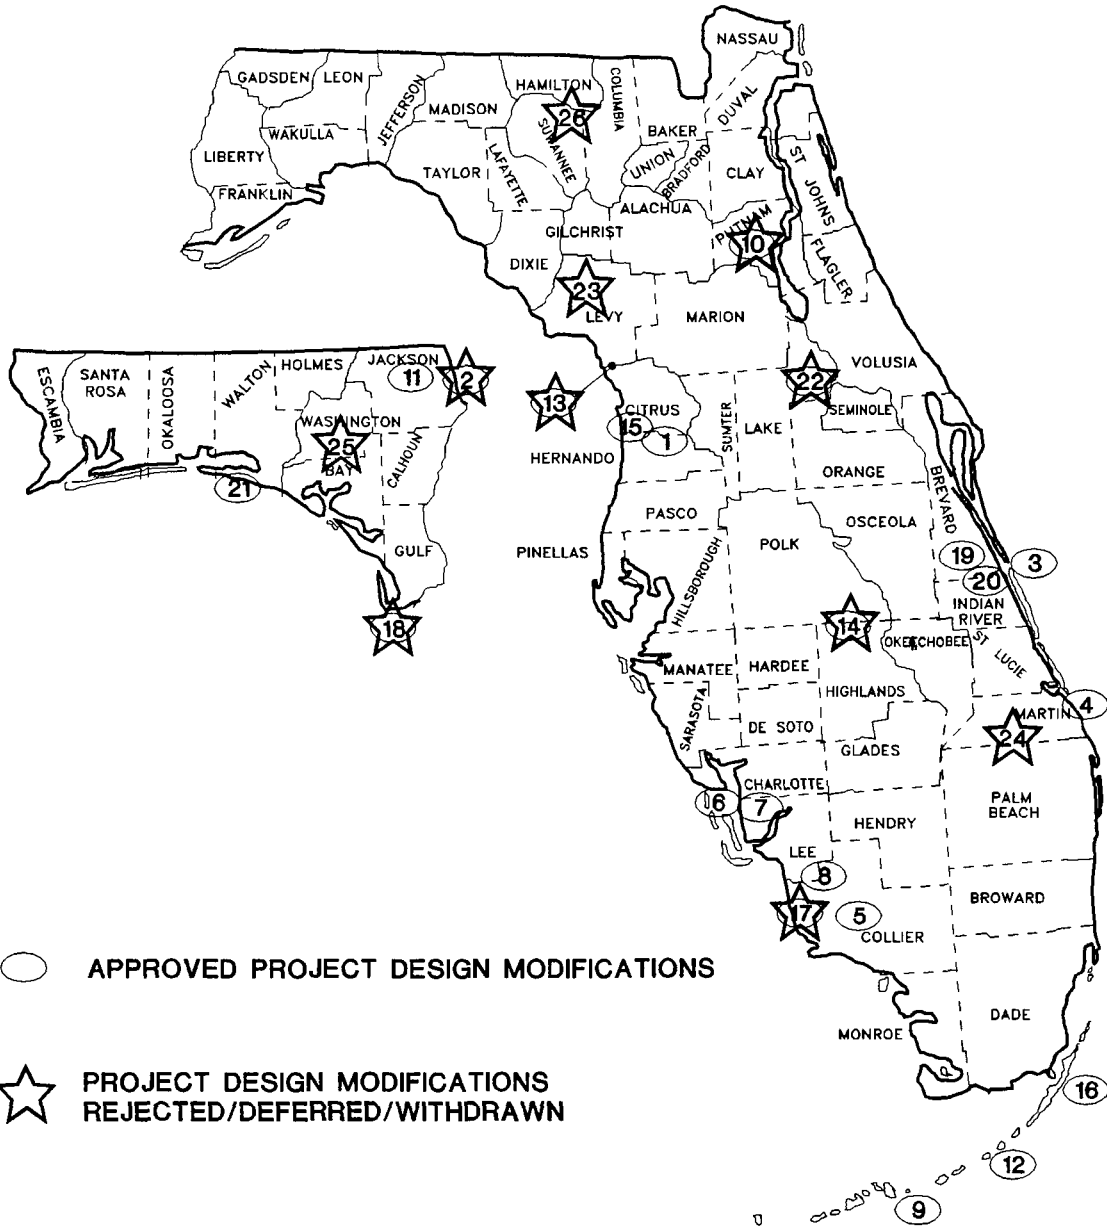 NASSAU
GADSDEN
LEON
JEFFERSON
MADISON
HAMILTON
COLUMBIA
DUVAL
26
SUWANNEE
BAKER
WAKULLA
LIBERTY
FRANKLIN
TAYLOR
LAFAYETTE
UNION
BRADFORD
CLAY
ST JOHNS
ALACHUA
GILCHRIST
PUTNAM
10
DIXIE
FLAGLER
23
LEVY
MARION
VOLUSIA
ESCAMBIA
SANTA
ROSA
OKALOOSA
WALTON
HOLMES
JACKSON
11
2
WASHINGTON
25
BAY
CALHOUN
21
GULF
18
13
CITRUS
15
1
HERNANDO
SUMTER
LAKE
22
SEMINOLE
ORANGE
BREVARD
PASCO
OSCEOLA
POLK
PINELLAS
HILLSBOROUGH
19
3
20
INDIAN
RIVER
14
OKEECHOBEE
ST LUCIE
MANATEE
HARDEE
HIGHLANDS
SARASOTA
DE SOTO
4
MARTIN
24
GLADES
CHARLOTTE
6
7
HENDRY
PALM
BEACH
LEE
8
17
5
COLLIER
BROWARD
APPROVED PROJECT DESIGN MODIFICATIONS
DADE
MONROE
PROJECT DESIGN MODIFICATIONS
REJECTED/DEFERRED/WITHDRAWN
16
12
9